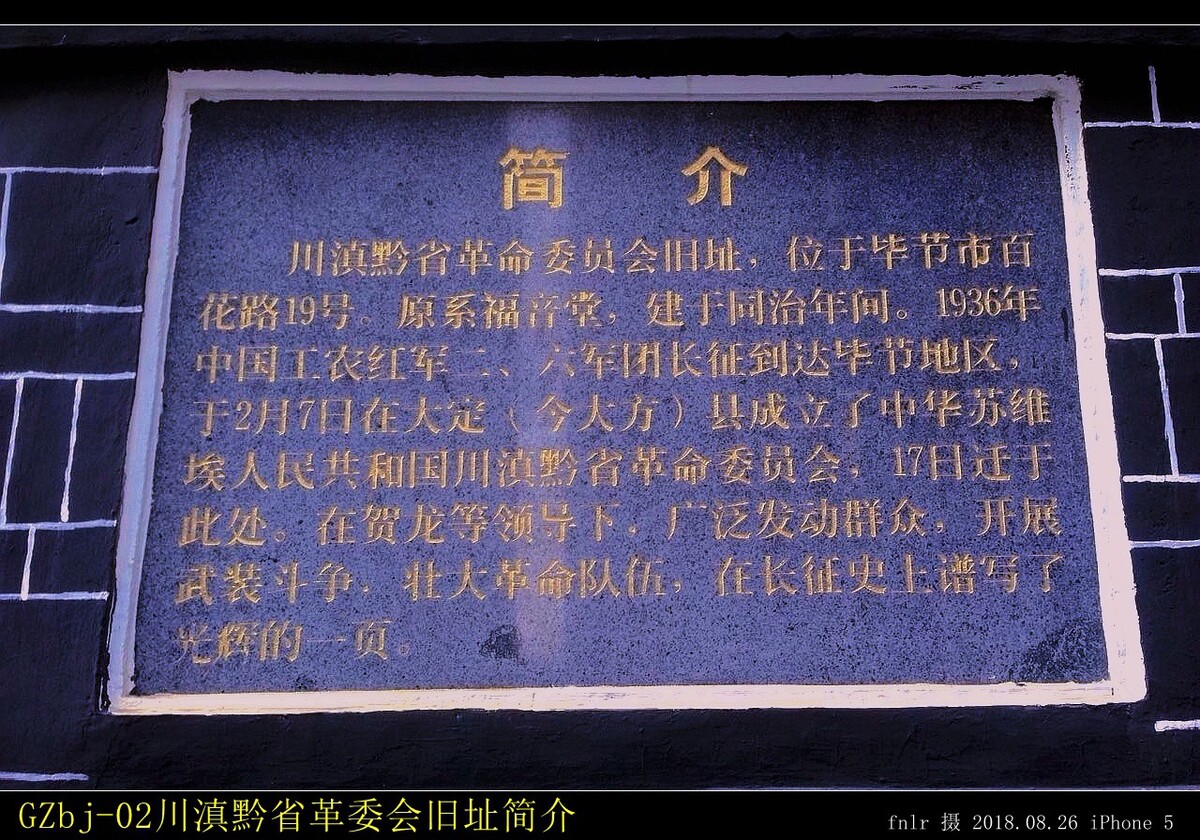 简 介
川滇黔省革命委员会旧址，位于毕节市百
花路19号。原系福音堂，建于同治年间。1936年
中国工农红军二、六军团长征到达毕节地区，
于2月7日在大定（今大方）县成立了中华苏维
埃人民共和国川滇黔省革命委员会，17日迁于
此处。在贺龙等领导下，广泛发动群众，开展
武装斗争，壮大革命队伍，在长征史上谱写了
光辉的一页。
GZbj-02川滇黔省革委会旧址简介
fnlr 摄 2018.08.26 iPhone 5